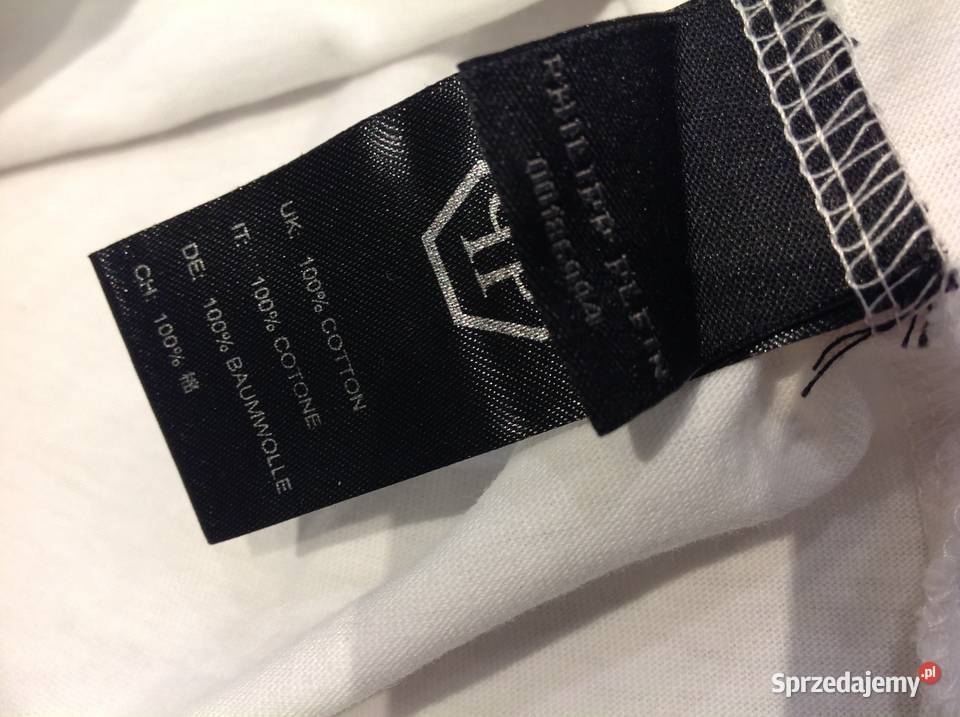 PHILIPP PLEIN
UK: 100% COTTON
IT: 100% COTONE
DE: 100% BAUMWOLLE
CH: 100% 棉
Sprzedajemy.pl